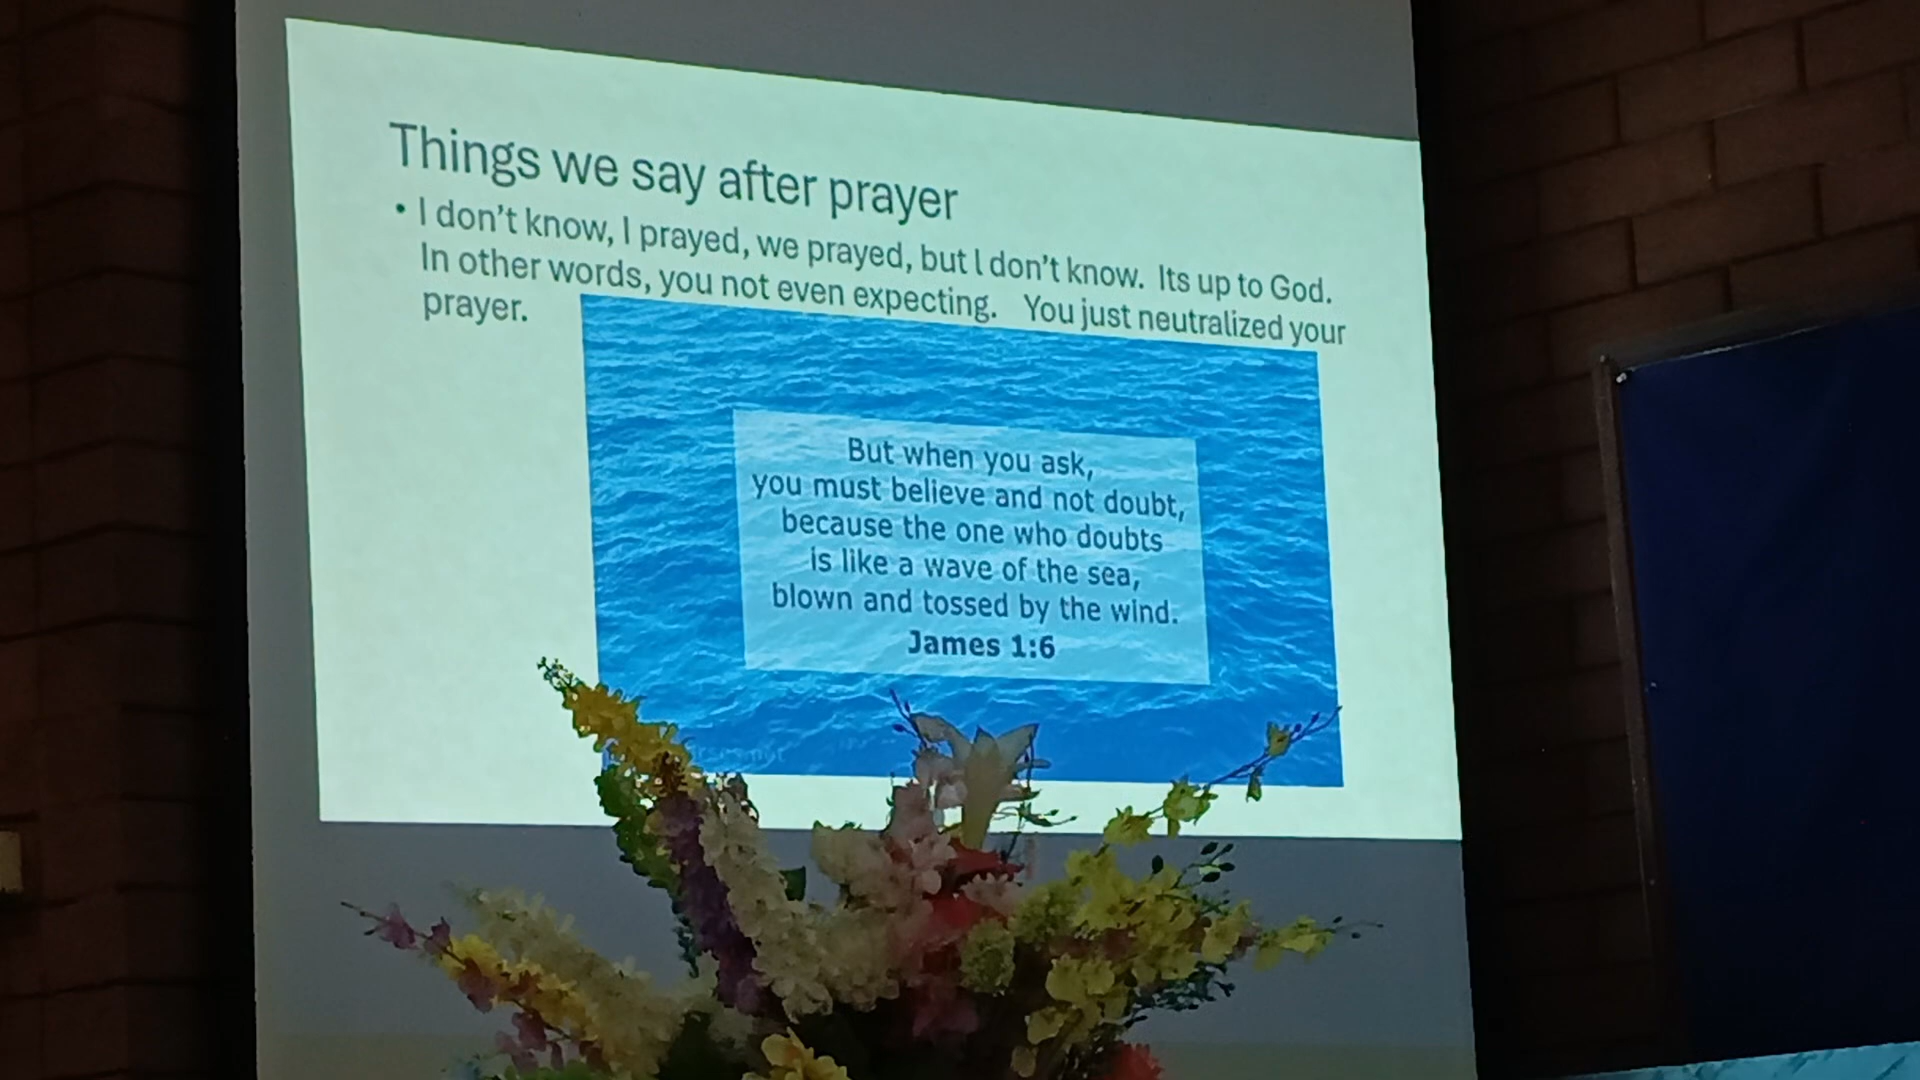 Things we say after prayer
• I don't know, I prayed, we prayed, but I don't know. Its up to God.
In other words, you not even expecting. You just neutralized your
prayer.
But when you ask,
you must believe and not doubt,
because the one who doubts
is like a wave of the sea,
blown and tossed by the wind.
James 1:6